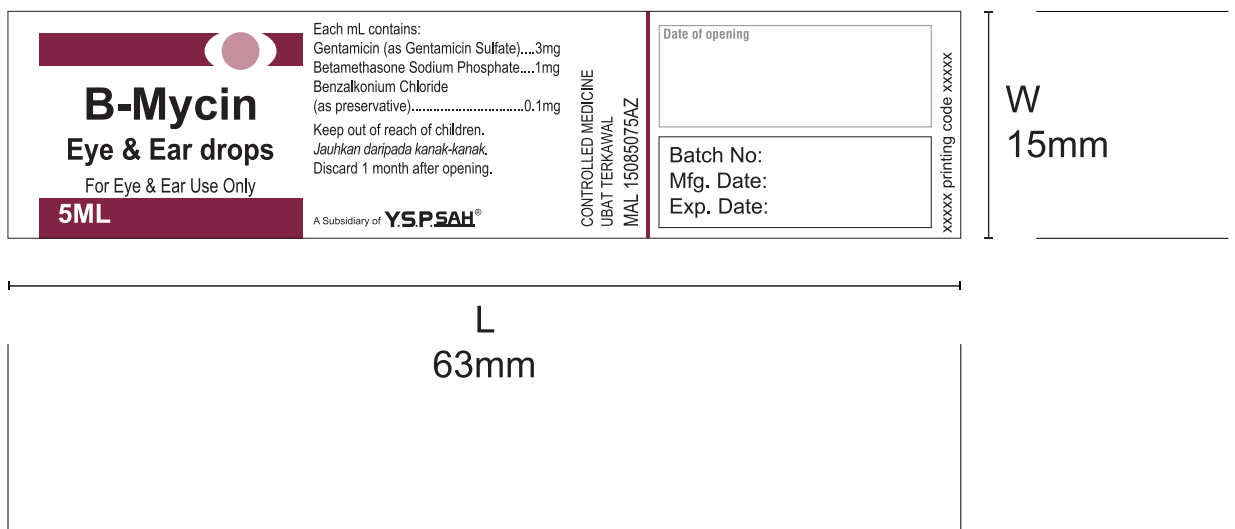 B-Mycin
Eye & Ear drops
For Eye & Ear Use Only
5ML
Each mL contains:
Gentamicin (as Gentamicin Sulfate)....3mg
Betamethasone Sodium Phosphate....1mg
Benzalkonium Chloride
(as preservative)..............................0.1mg
Keep out of reach of children.
Jauhkan daripada kanak-kanak.
Discard 1 month after opening.
A Subsidiary of Y.S.P.SAH®
CONTROLLED MEDICINE
UBAT TERKAWAL
MAL 15085075AZ
Date of opening
Batch No:
Mfg. Date:
Exp. Date:
xxxxx printing code xxxxx
W
15mm
L
63mm